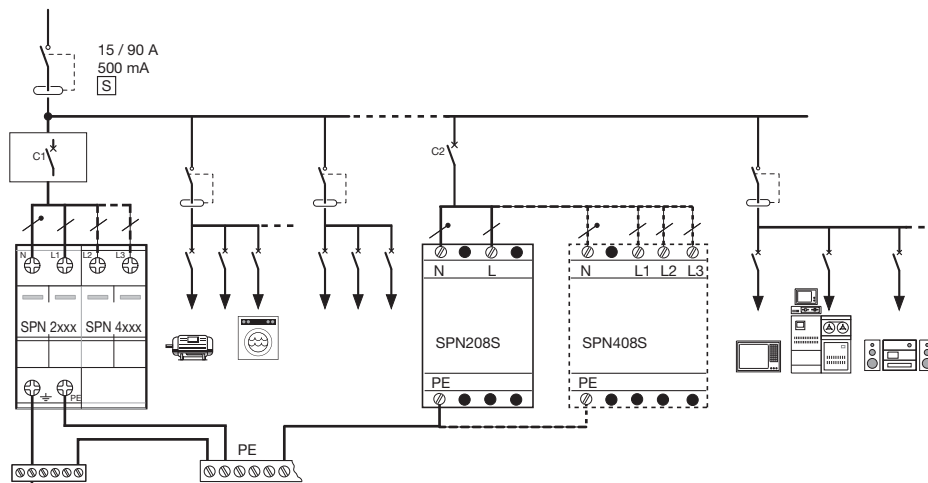 15 / 90 A
500 mA
S
C1
C2
N L1 L2 L3
SPN 2xxx SPN 4xxx
PE
N L
SPN208S
PE
N L1 L2 L3
SPN408S
PE
PE